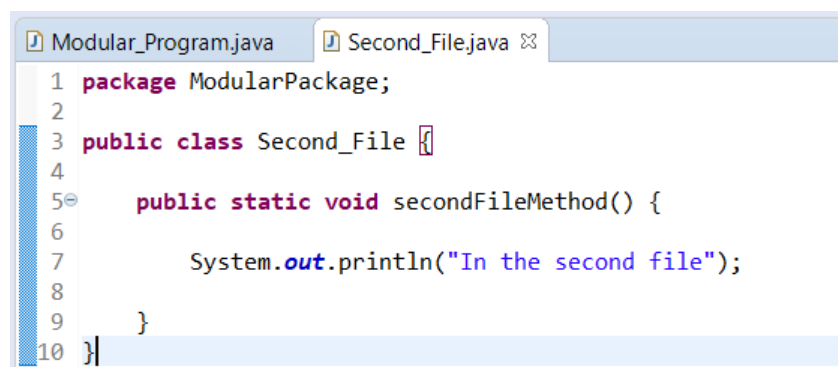 Modular_Program.java Second_File.java
1 package ModularPackage;
2
3 public class Second_File {
4
5 public static void secondFileMethod() {
6
7 System.out.println("In the second file");
8
9 }
10 }